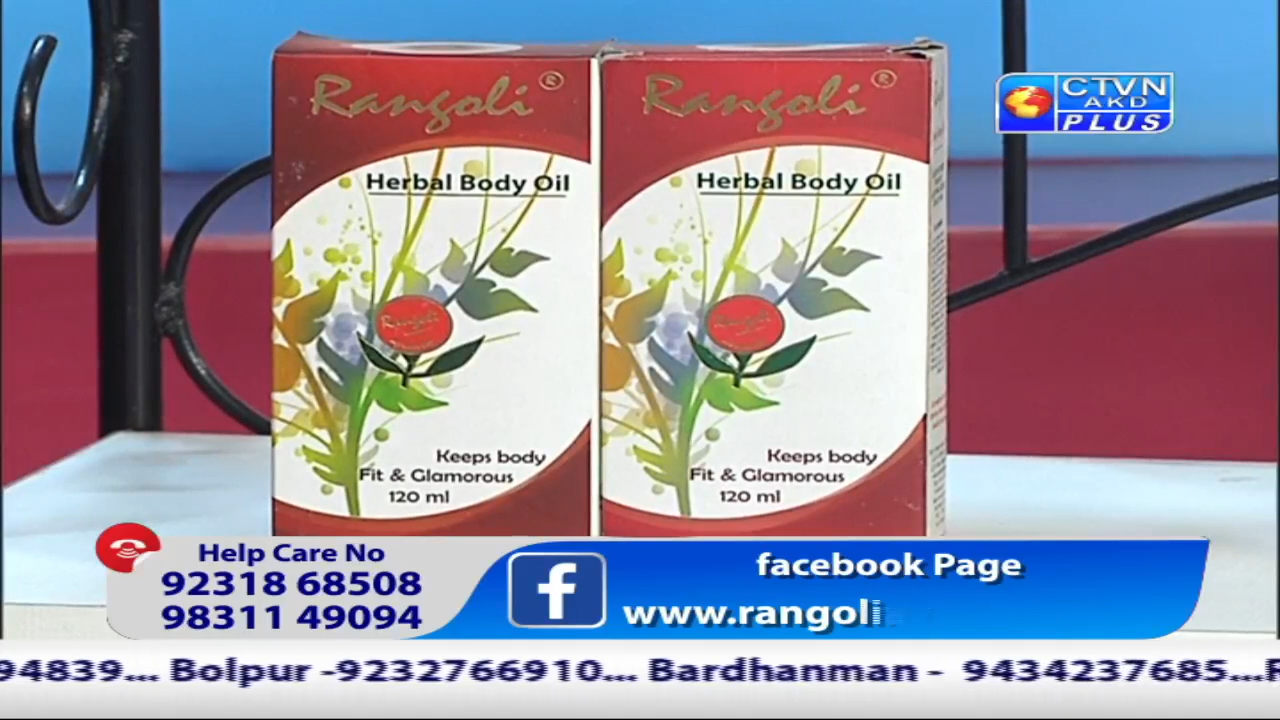 Rangoli®
Herbal Body Oil
Rangoli
Keeps body
Fit & Glamorous
120 ml
Rangoli®
Herbal Body Oil
Rangoli
Keeps body
Fit & Glamorous
120 ml
CTVN
AKD
PLUS
Help Care No
92318 68508
98311 49094
f
facebook Page
www.rangoli
94839... Bolpur -9232766910... Bardhanman - 9434237685...R